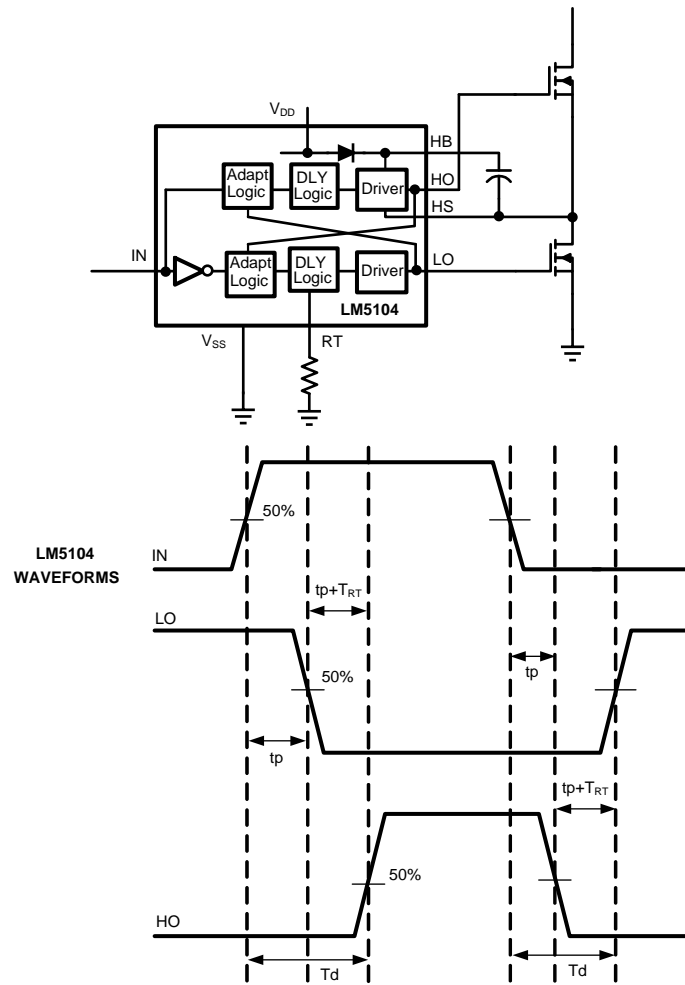 V_DD
HB
Adapt
Logic
DLY
Logic
Driver
HO
HS
IN
Adapt
Logic
DLY
Logic
Driver
LO
LM5104
V_SS
RT
50%
LM5104
WAVEFORMS
IN
tp+T_RT
LO
tp
50%
tp
tp+T_RT
50%
HO
Td
Td